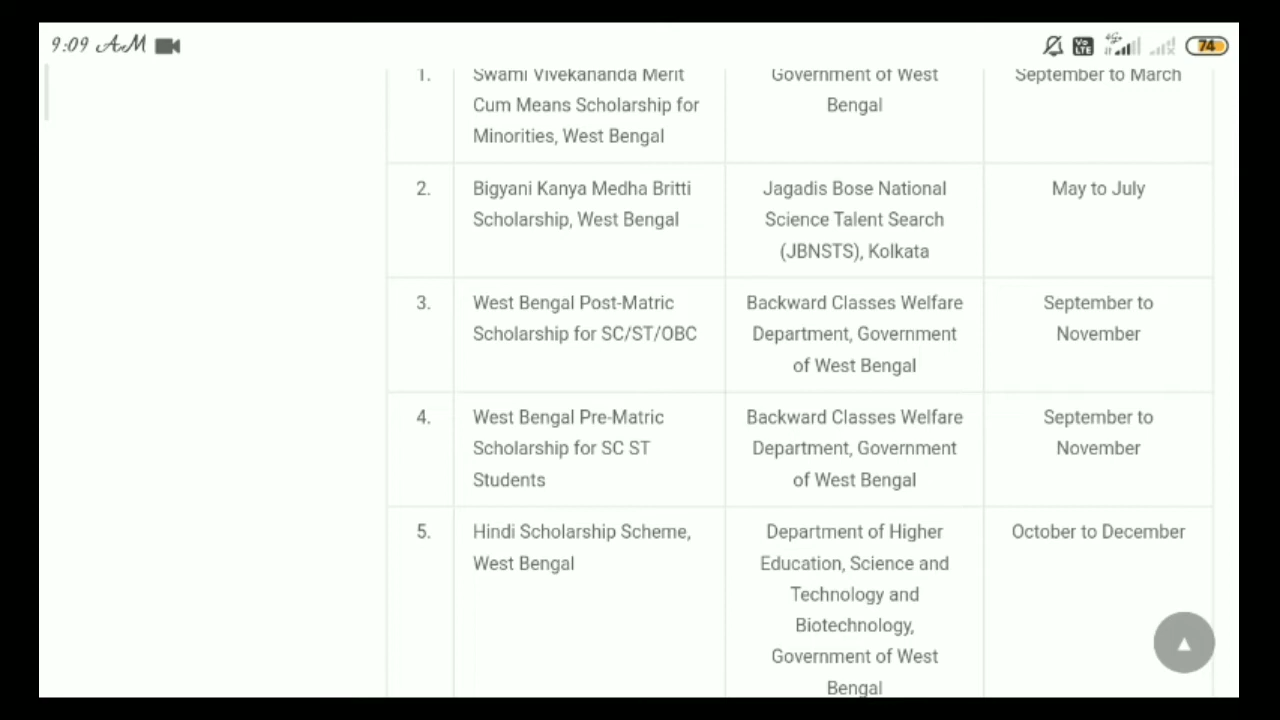 9:09 AM
Vo LTE 4G+ 74
1.
Swami Vivekananda Merit
Cum Means Scholarship for
Minorities, West Bengal
Government of West
Bengal
September to March
2.
Bigyani Kanya Medha Britti
Scholarship, West Bengal
Jagadis Bose National
Science Talent Search
(JBNSTS), Kolkata
May to July
3.
West Bengal Post-Matric
Scholarship for SC/ST/OBC
Backward Classes Welfare
Department, Government
of West Bengal
September to
November
4.
West Bengal Pre-Matric
Scholarship for SC ST
Students
Backward Classes Welfare
Department, Government
of West Bengal
September to
November
5.
Hindi Scholarship Scheme,
West Bengal
Department of Higher
Education, Science and
Technology and
Biotechnology,
Government of West
Bengal
October to December